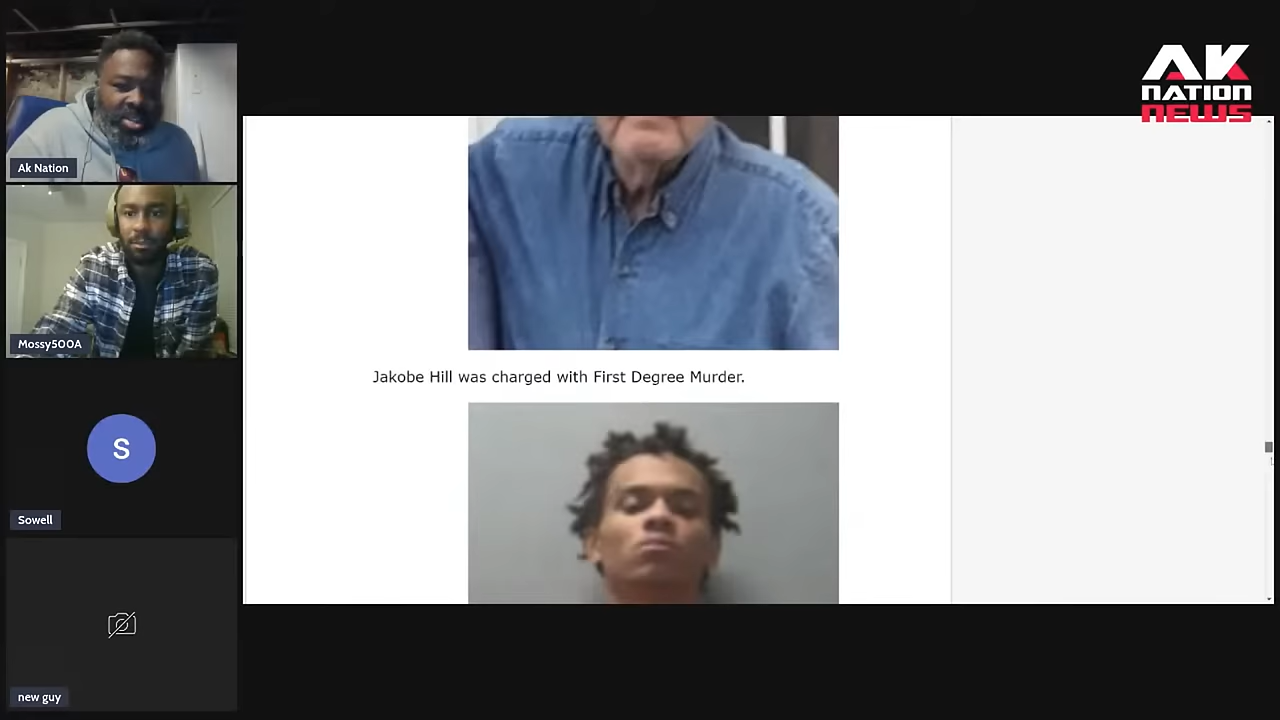 AK
NATION
NEWS
Ak Nation
Mossy500A
S
Sowell
new guy
Jakobe Hill was charged with First Degree Murder.